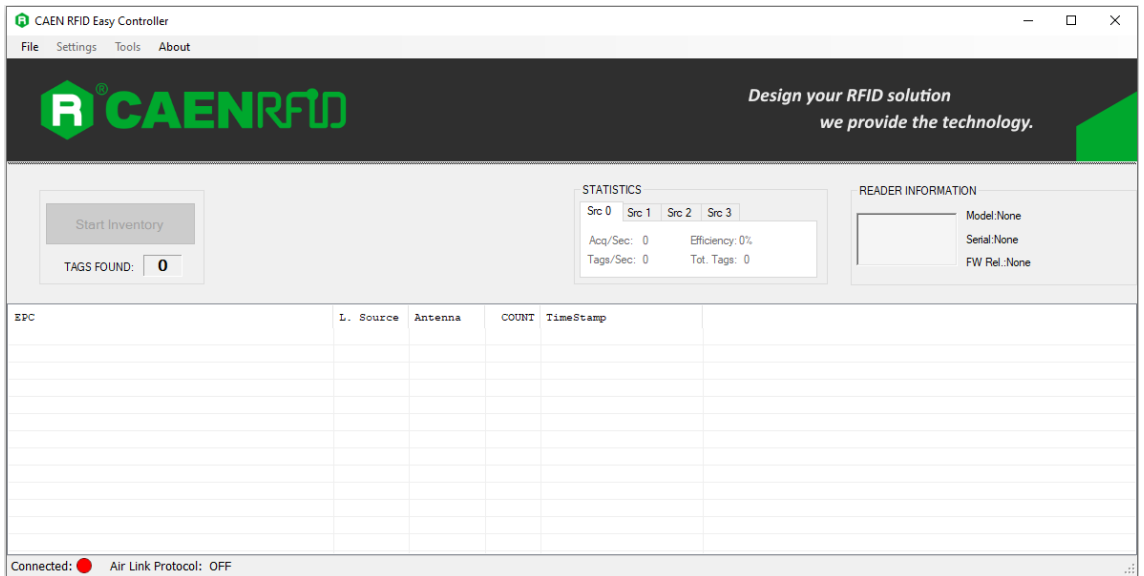 CAEN RFID Easy Controller
File Settings Tools About
R ® CAENRFID
Design your RFID solution
we provide the technology.
Start Inventory
TAGS FOUND: 0
STATISTICS
Src 0 Src 1 Src 2 Src 3
Acq/Sec: 0 Efficiency: 0%
Tags/Sec: 0 Tot. Tags: 0
READER INFORMATION
Model:None
Serial:None
FW Rel.:None
EPC L. Source Antenna COUNT TimeStamp
Connected: Air Link Protocol: OFF